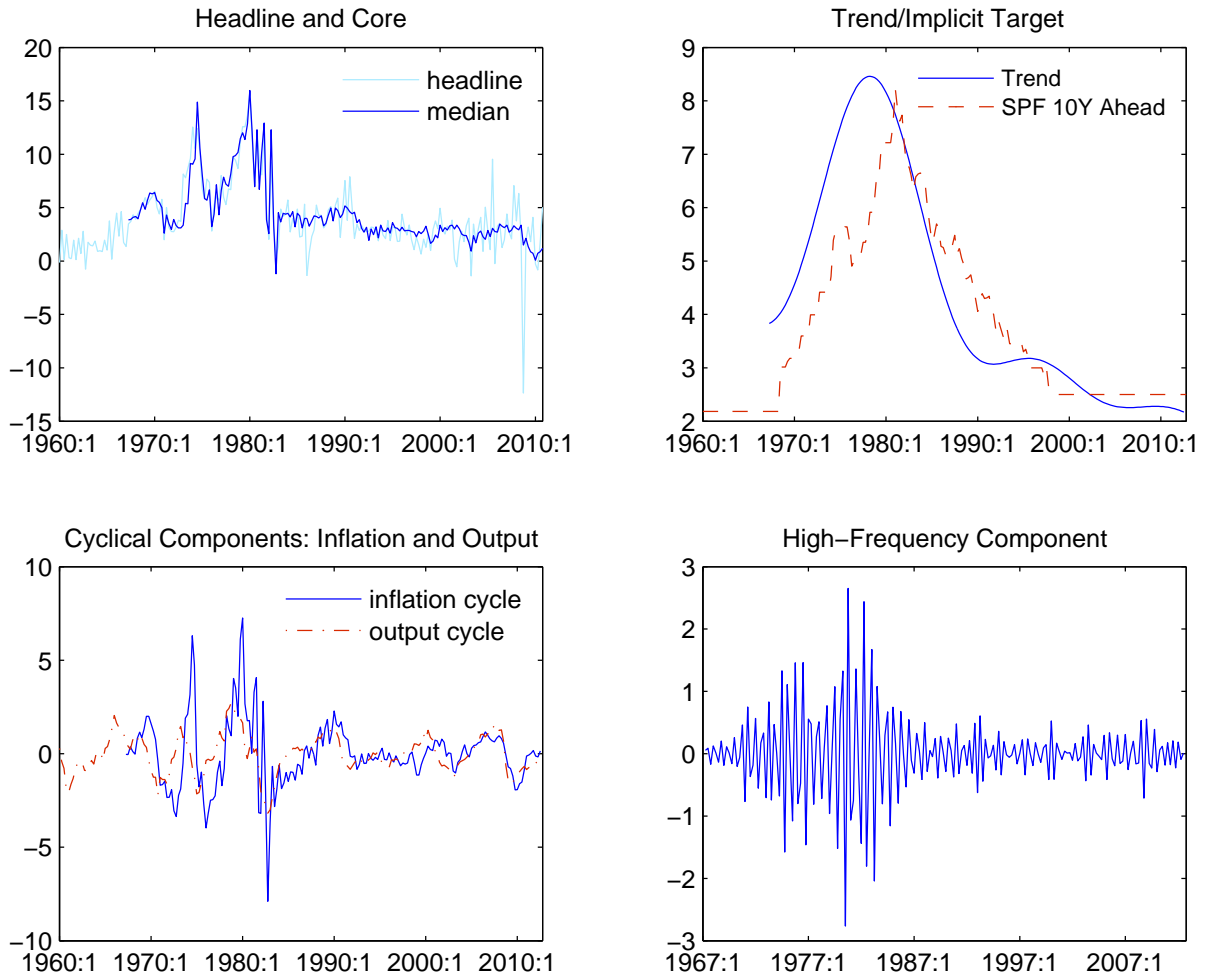 Headline and Core
20
15
10
5
0
−5
−10
−15
1960:1 1970:1 1980:1 1990:1 2000:1 2010:1
headline
median
Trend/Implicit Target
9
8
7
6
5
4
3
2
1960:1 1970:1 1980:1 1990:1 2000:1 2010:1
Trend
SPF 10Y Ahead
Cyclical Components: Inflation and Output
10
5
0
−5
−10
1960:1 1970:1 1980:1 1990:1 2000:1 2010:1
inflation cycle
output cycle
High−Frequency Component
3
2
1
0
−1
−2
−3
1967:1 1977:1 1987:1 1997:1 2007:1